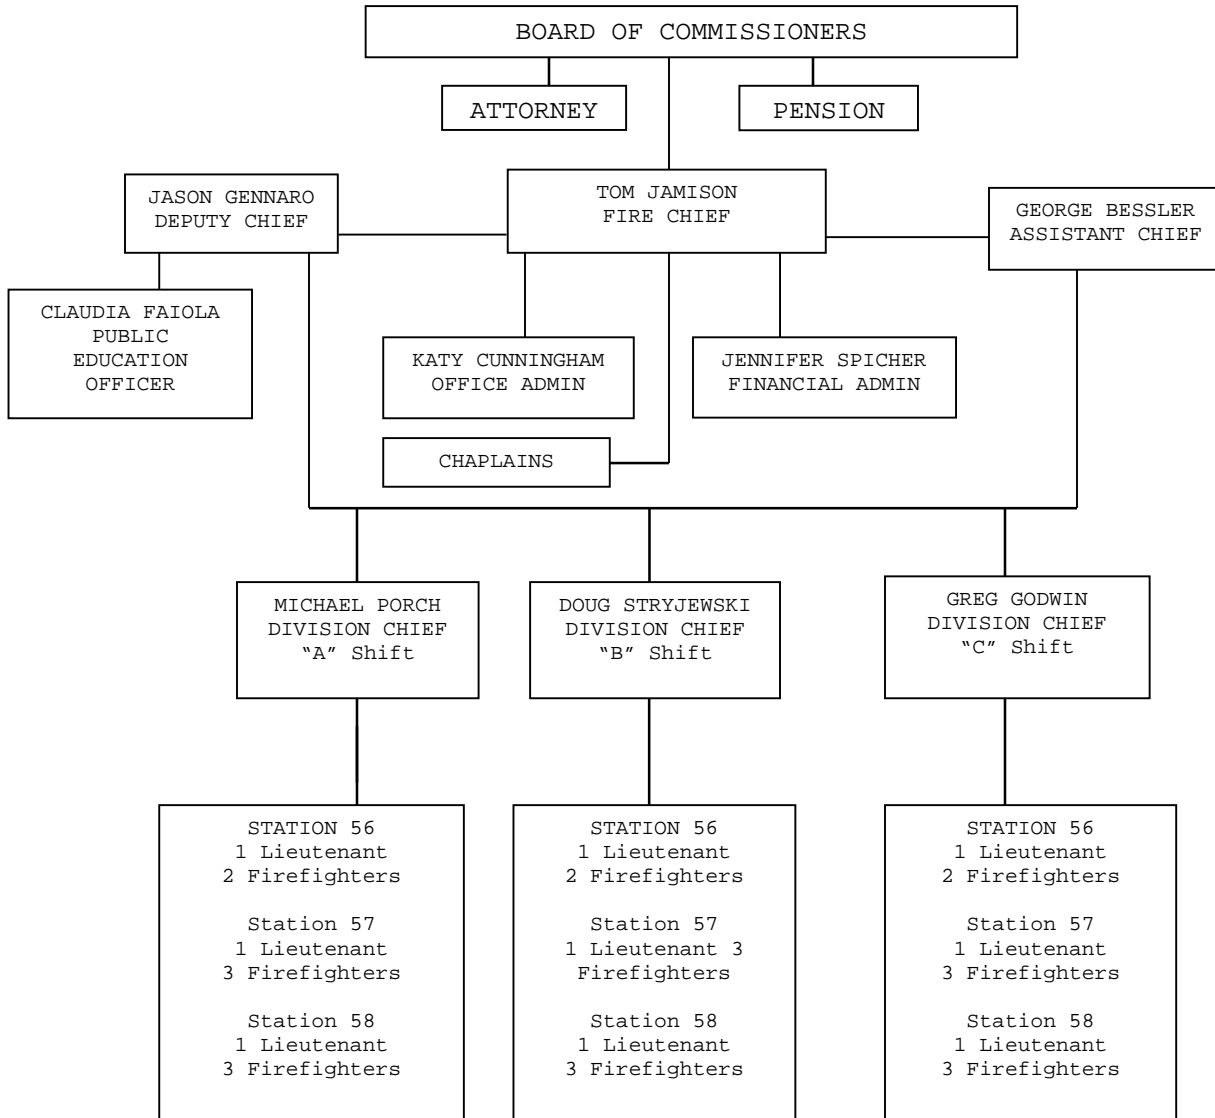 BOARD OF COMMISSIONERS
ATTORNEY
PENSION
JASON GENNARO
DEPUTY CHIEF
TOM JAMISON
FIRE CHIEF
GEORGE BESSLER
ASSISTANT CHIEF
CLAUDIA FAIOLA
PUBLIC
EDUCATION
OFFICER
KATY CUNNINGHAM
OFFICE ADMIN
JENNIFER SPICHER
FINANCIAL ADMIN
CHAPLAINS
MICHAEL PORCH
DIVISION CHIEF
“A” Shift
DOUG STRYJEWSKI
DIVISION CHIEF
“B” Shift
GREG GODWIN
DIVISION CHIEF
“C” Shift
STATION 56
1 Lieutenant
2 Firefighters
Station 57
1 Lieutenant
3 Firefighters
Station 58
1 Lieutenant
3 Firefighters
STATION 56
1 Lieutenant
2 Firefighters
Station 57
1 Lieutenant 3
Firefighters
Station 58
1 Lieutenant
3 Firefighters
STATION 56
1 Lieutenant
2 Firefighters
Station 57
1 Lieutenant
3 Firefighters
Station 58
1 Lieutenant
3 Firefighters